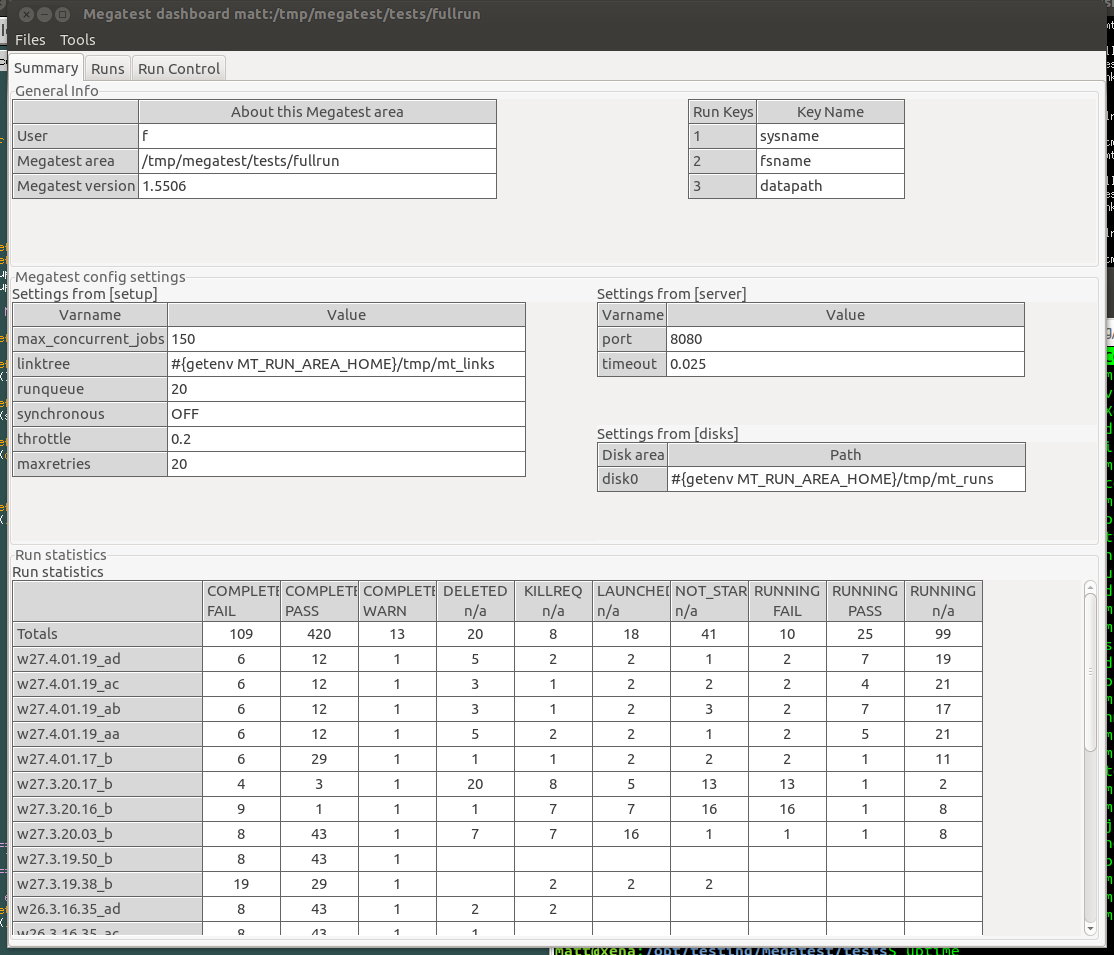 Megatest dashboard matt:/tmp/megatest/tests/fullrun
Files Tools
Summary Runs Run Control
General Info
About this Megatest area
User f
Megatest area /tmp/megatest/tests/fullrun
Megatest version 1.5506
Run Keys Key Name
1 sysname
2 fsname
3 datapath
Megatest config settings
Settings from [setup]
Varname Value
max_concurrent_jobs 150
linktree #{getenv MT_RUN_AREA_HOME}/tmp/mt_links
runqueue 20
synchronous OFF
throttle 0.2
maxretries 20
Settings from [server]
Varname Value
port 8080
timeout 0.025
Settings from [disks]
Disk area Path
disk0 #{getenv MT_RUN_AREA_HOME}/tmp/mt_runs
Run statistics
Run statistics
COMPLETE COMPLETE COMPLETE DELETED KILLREQ LAUNCHED NOT_STAR RUNNING RUNNING RUNNING
FAIL PASS WARN n/a n/a n/a n/a FAIL PASS n/a
Totals 109 420 13 20 8 18 41 10 25 99
w27.4.01.19_ad 6 12 1 5 2 2 1 2 7 19
w27.4.01.19_ac 6 12 1 3 1 2 2 2 4 21
w27.4.01.19_ab 6 12 1 3 1 2 3 2 7 17
w27.4.01.19_aa 6 12 1 5 2 2 1 2 5 21
w27.4.01.17_b 6 29 1 1 1 2 2 2 1 11
w27.3.20.17_b 4 3 1 20 8 5 13 13 1 2
w27.3.20.16_b 9 1 1 1 7 7 16 16 1 8
w27.3.20.03_b 8 43 1 7 7 16 1 1 1 8
w27.3.19.50_b 8 43 1
w27.3.19.38_b 19 29 1 2 2 2
w26.3.16.35_ad 8 43 1 2 2
w26.3.16.35_ac 8 43 1 1
matt@xena:/opt/testing/megatest/tests$ uptime